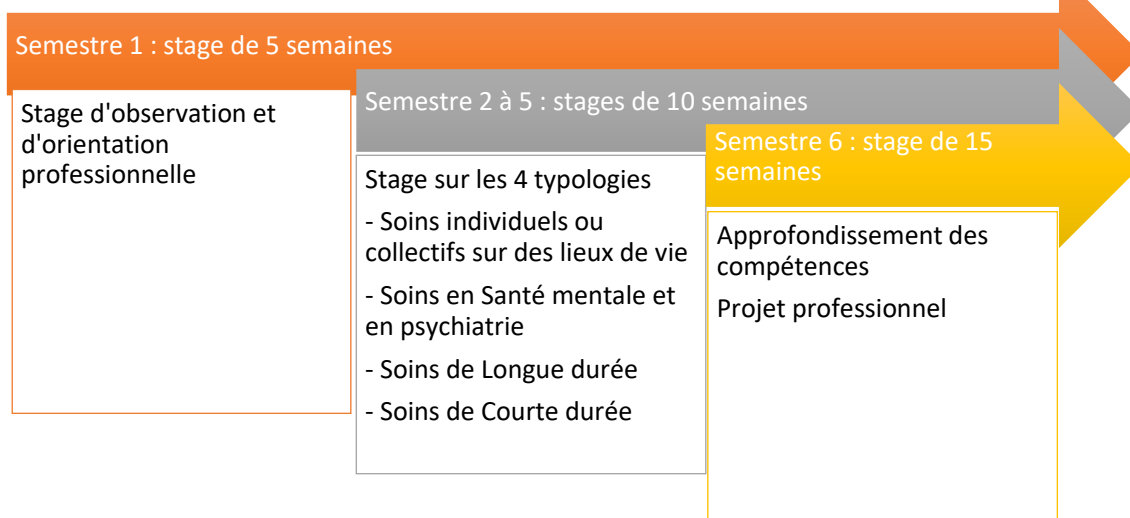 Semestre 1 : stage de 5 semaines
Stage d'observation et
d'orientation
professionnelle
Semestre 2 à 5 : stages de 10 semaines
Stage sur les 4 typologies
- Soins individuels ou
collectifs sur des lieux de vie
- Soins en Santé mentale et
en psychiatrie
- Soins de Longue durée
- Soins de Courte durée
Semestre 6 : stage de 15
semaines
Approfondissement des
compétences
Projet professionnel